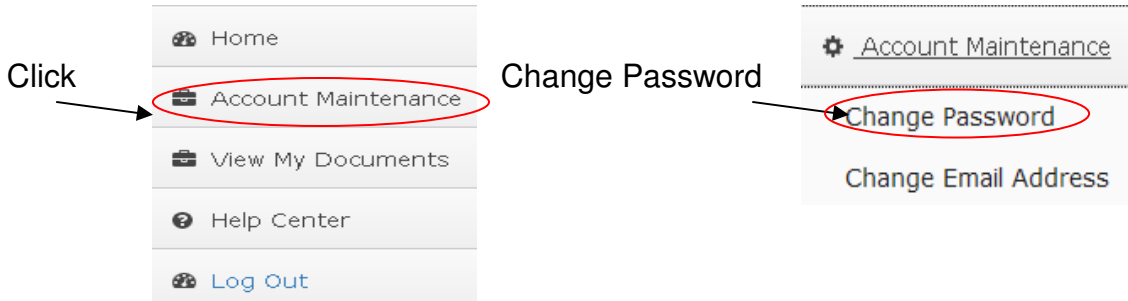 Click
Home
Account Maintenance
View My Documents
Help Center
Log Out
Change Password
Account Maintenance
Change Password
Change Email Address